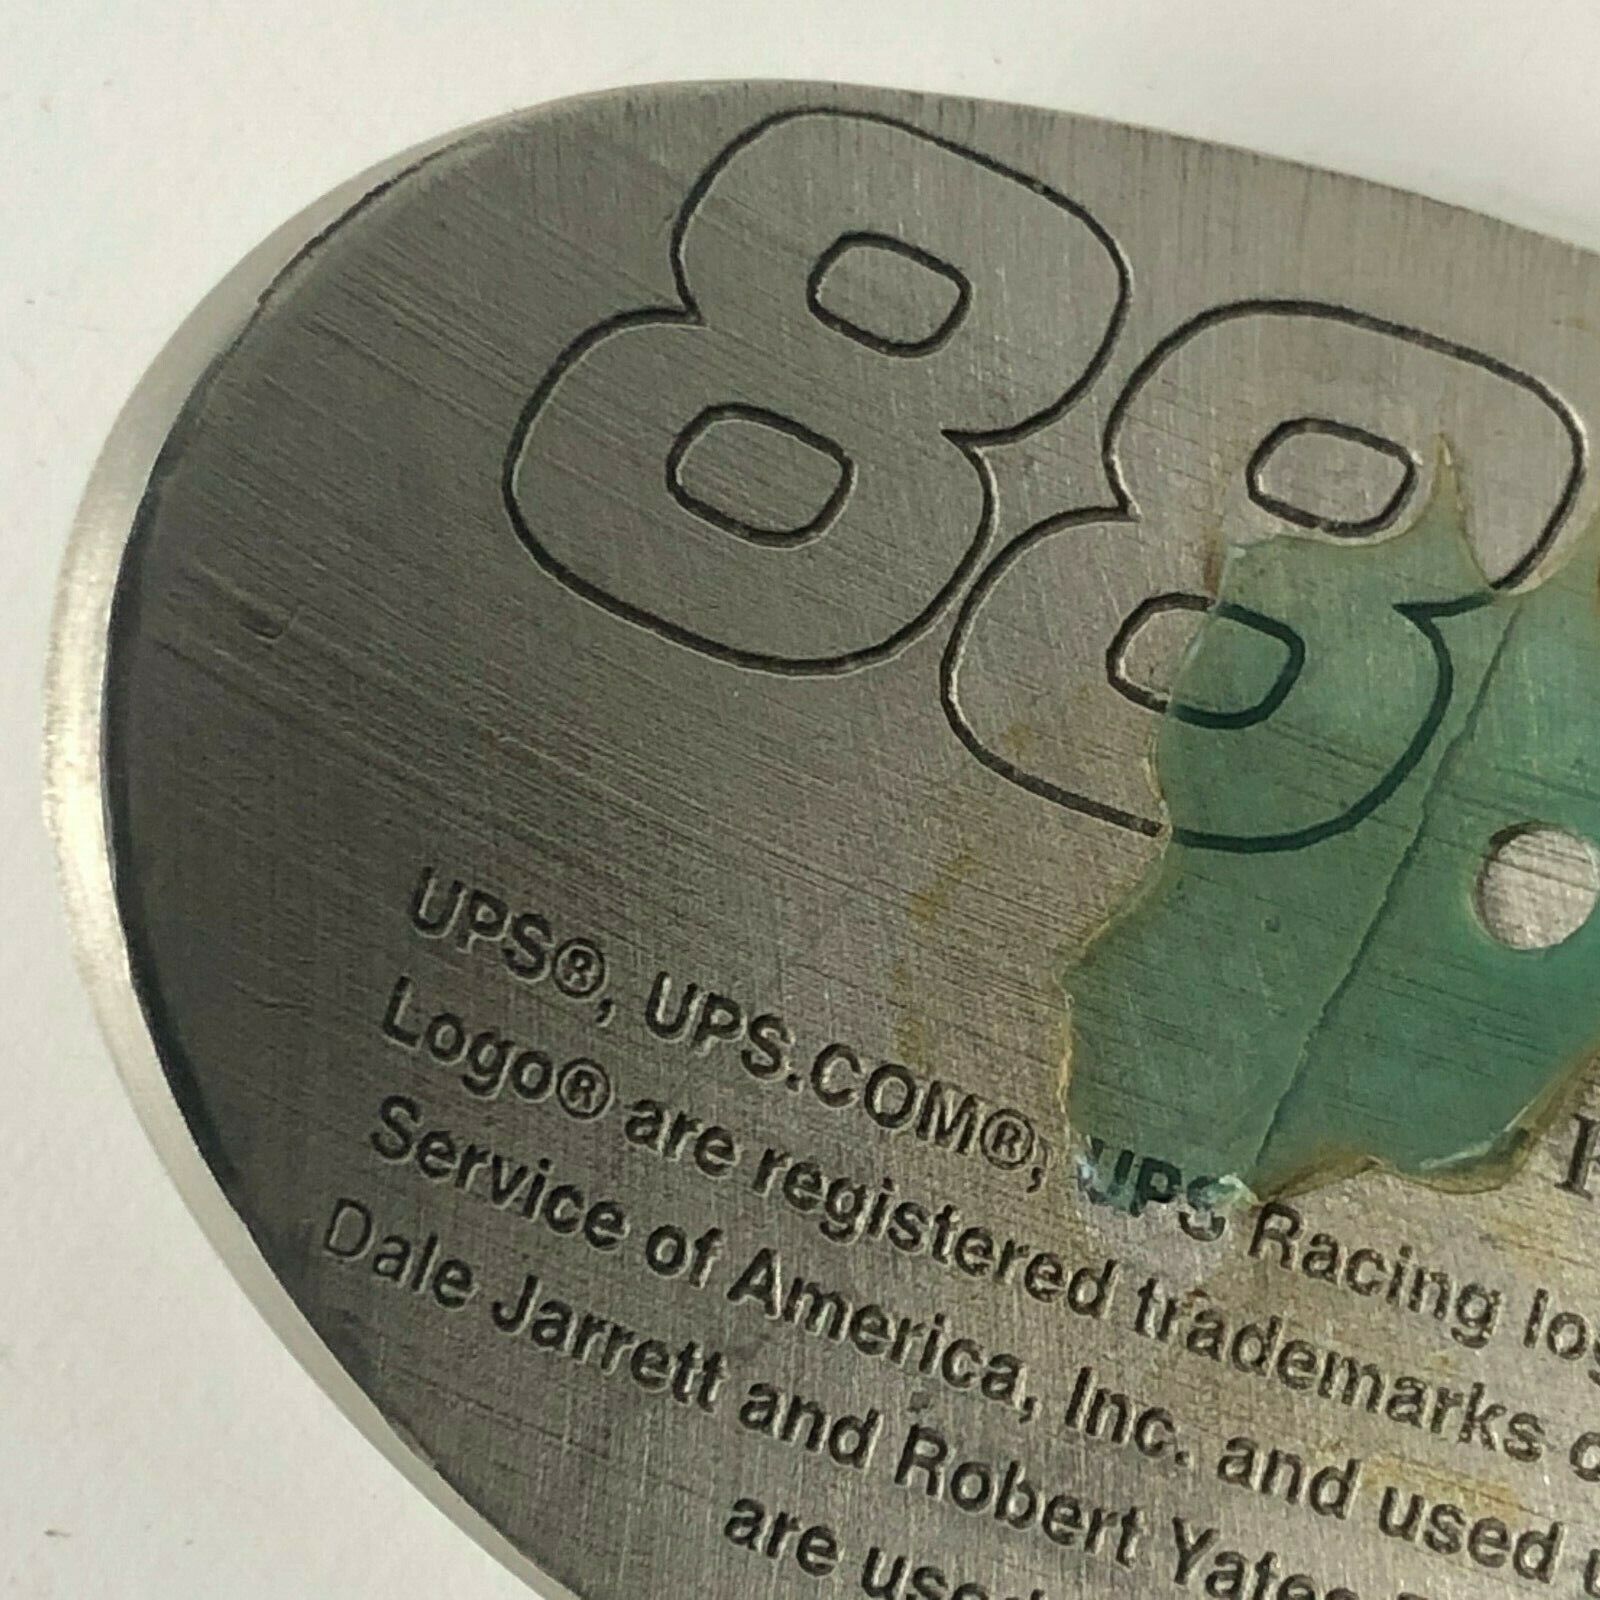 88
UPS®, UPS.COM®, UPS Racing
Logo® are registered trademarks
Service of America, Inc. and used
Dale Jarrett and Robert Yates
are used